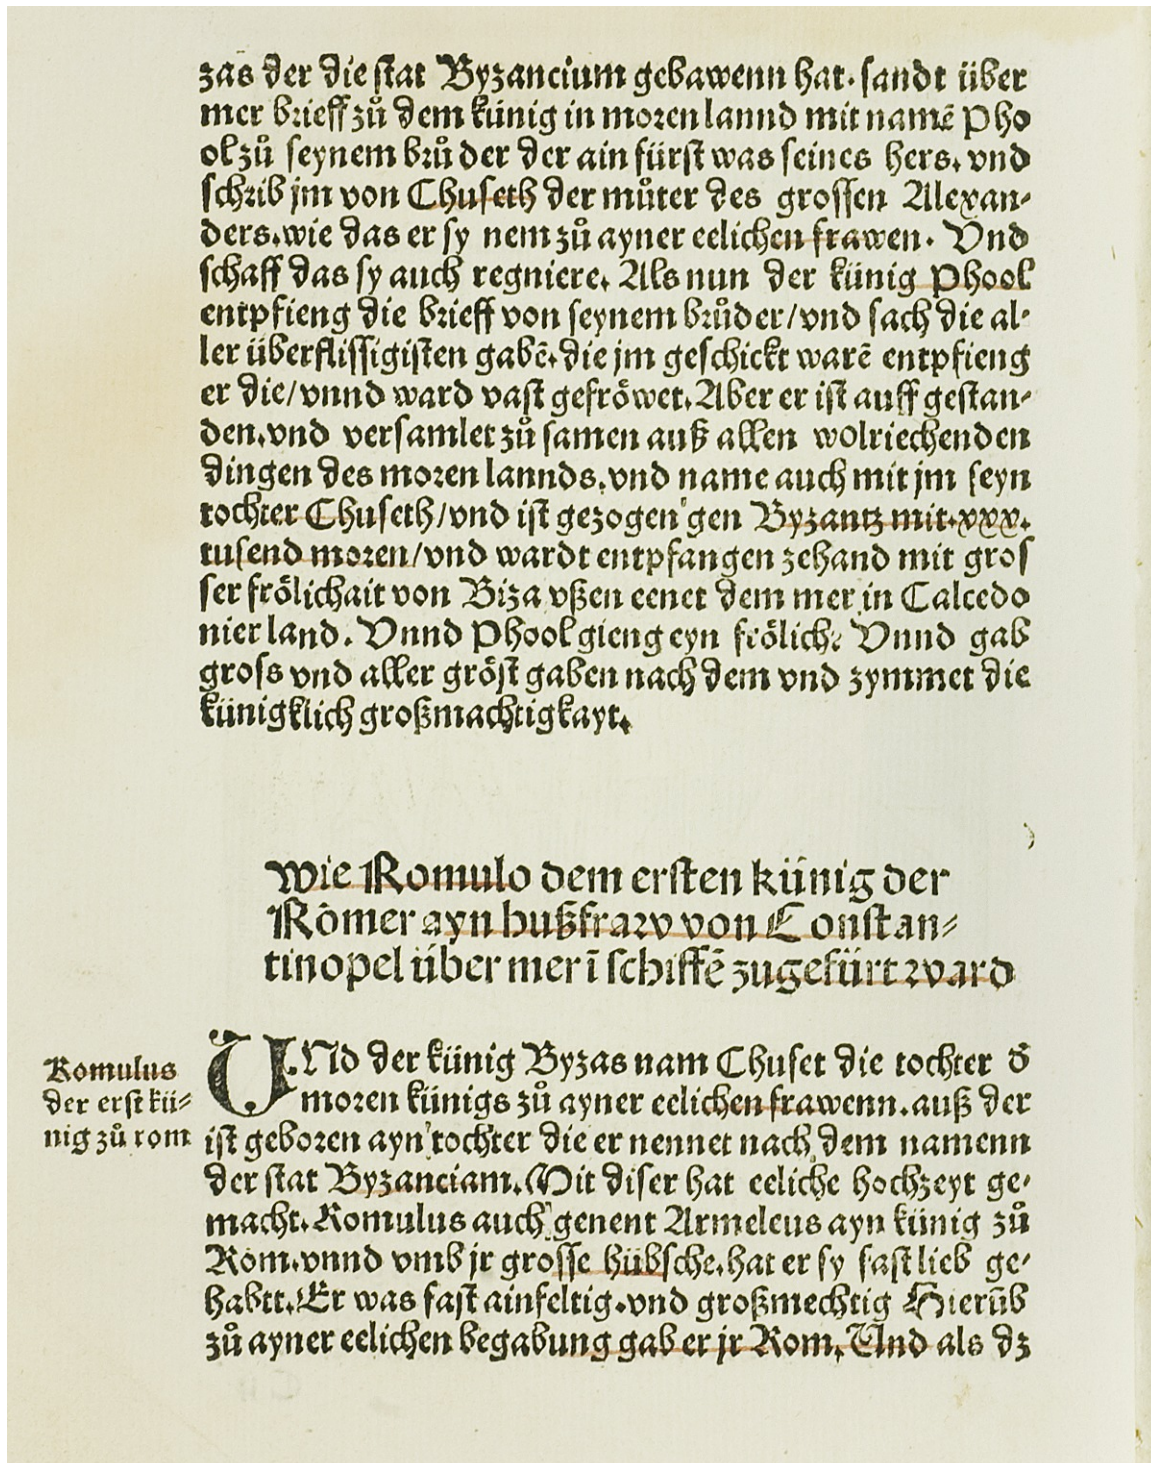 zas der die stat Byzancium gebawenn hat. sandt über
mer brieff zů dem künig in moren lannd mit namē Pho
ol zů seynem brůder der ain fürst was seines hers. vnd
schrib jm von Chuseth der můter des grossen Alexan-
ders. wie das er sy nem zů ayner eelichen frawen. Vnd
schaff das sy auch regniere. Als nun der künig Phool
entpfieng die brieff von seynem brůder/vnd sach die al-
ler überflissigisten gabē. die jm geschickt warē entpfieng
er die/vnnd ward vast gefröwet. Aber er ist auff gestan-
den. vnd versamlet zů samen auß allen wolriechenden
dingen des moren lannds. vnd name auch mit jm seyn
tochter Chuseth/vnd ist gezogen gen Byzantz mit. xxx.
tusend moren/vnd wardt entpfangen zehand mit gros
ser frölichait von Biza vßen eenet dem mer in Calcedo
nier land. Vnnd Phool gieng eyn frölich. Vnnd gab
gross vnd aller gröst gaben nach dem vnd zymmet die
künigklich großmachtigkayt.
Wie Romulo dem ersten künig der
Römer ayn hußfraw von Constan-
tinopel über mer ī schiffē zugefürt ward
Romulus
der erst kü-
nig zů rom
VNd der künig Byzas nam Chuset die tochter ď
moren künigs zů ayner eelichen frawenn. auß der
ist geboren ayn tochter die er nennet nach dem namenn
der stat Byzanciam. Mit diser hat eeliche hochzeyt ge-
macht. Romulus auch genent Armeleus ayn künig zů
Rom. vnnd vmb jr grosse hübsche. hat er sy fast lieb ge-
habtt. Er was fast ainfeltig. vnd großmechtig Hierūb
zů ayner eelichen begabung gab er jr Rom. Und als dz